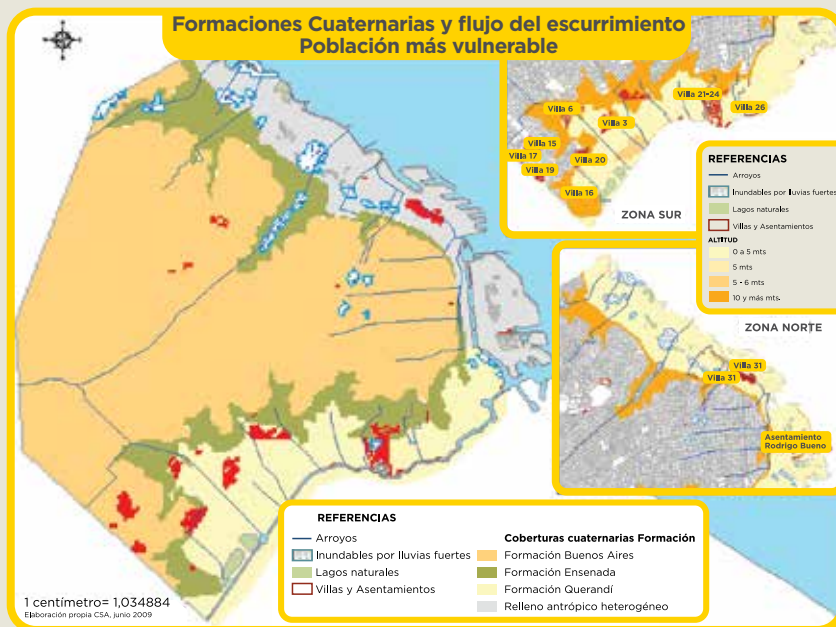 Formaciones Cuaternarias y flujo del escurrimiento
Población más vulnerable
Villa 6
Villa 21-24
Villa 26
Villa 3
Villa 15
Villa 17
Villa 20
Villa 19
Villa 16
ZONA SUR
REFERENCIAS
Arroyos
Inundables por lluvias fuertes
Lagos naturales
Villas y Asentamientos
ALTITUD
0 a 5 mts
5 mts
5 - 6 mts
10 y más mts.
ZONA NORTE
Villa 31
Villa 31
Asentamiento
Rodrigo Bueno
REFERENCIAS
Arroyos
Inundables por lluvias fuertes
Lagos naturales
Villas y Asentamientos
Coberturas cuaternarias Formación
Formación Buenos Aires
Formación Ensenada
Formación Querandí
Relleno antrópico heterogéneo
1 centímetro= 1,034884
Elaboración propia CSA, junio 2009